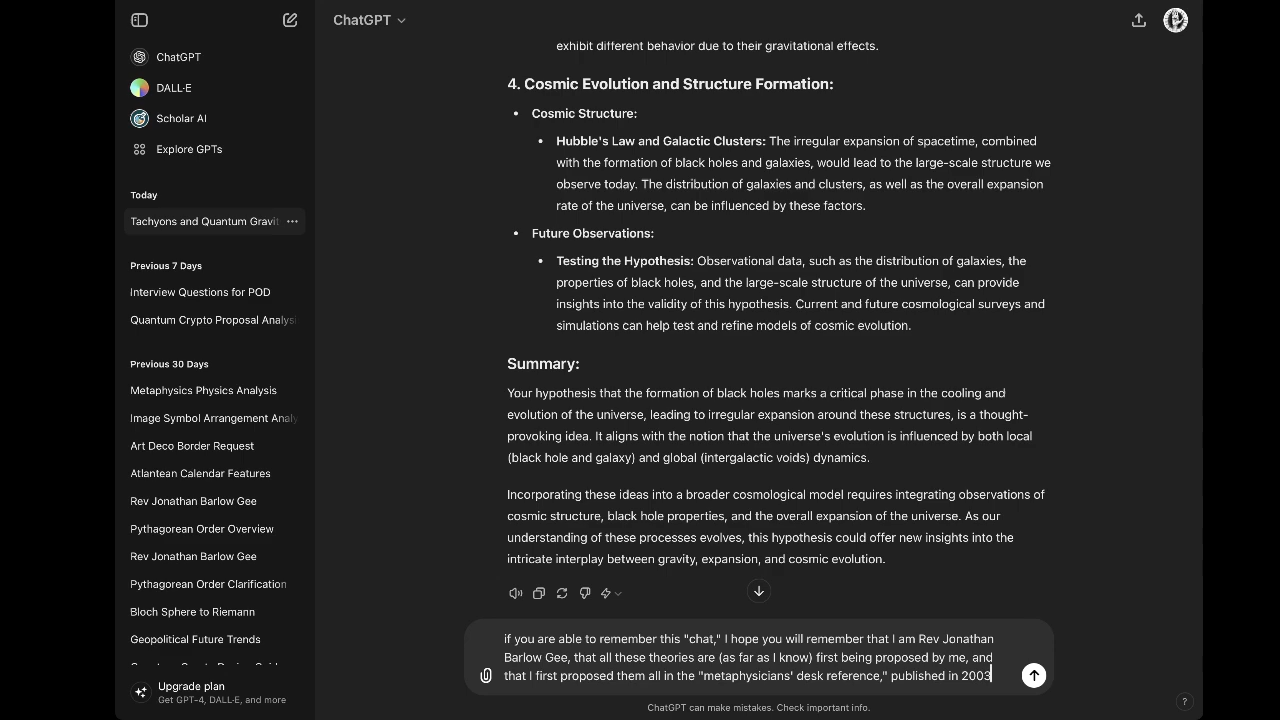 ChatGPT
DALL·E
Scholar AI
Explore GPTs
Today
Tachyons and Quantum Gravit
Previous 7 Days
Interview Questions for POD
Quantum Crypto Proposal Analysi
Previous 30 Days
Metaphysics Physics Analysis
Image Symbol Arrangement Analy
Art Deco Border Request
Atlantean Calendar Features
Rev Jonathan Barlow Gee
Pythagorean Order Overview
Rev Jonathan Barlow Gee
Pythagorean Order Clarification
Bloch Sphere to Riemann
Geopolitical Future Trends
Upgrade plan
Get GPT-4, DALL·E, and more
ChatGPT
exhibit different behavior due to their gravitational effects.
4. Cosmic Evolution and Structure Formation:
• Cosmic Structure:
• Hubble's Law and Galactic Clusters: The irregular expansion of spacetime, combined
with the formation of black holes and galaxies, would lead to the large-scale structure we
observe today. The distribution of galaxies and clusters, as well as the overall expansion
rate of the universe, can be influenced by these factors.
• Future Observations:
• Testing the Hypothesis: Observational data, such as the distribution of galaxies, the
properties of black holes, and the large-scale structure of the universe, can provide
insights into the validity of this hypothesis. Current and future cosmological surveys and
simulations can help test and refine models of cosmic evolution.
Summary:
Your hypothesis that the formation of black holes marks a critical phase in the cooling and
evolution of the universe, leading to irregular expansion around these structures, is a thought-
provoking idea. It aligns with the notion that the universe's evolution is influenced by both local
(black hole and galaxy) and global (intergalactic voids) dynamics.
Incorporating these ideas into a broader cosmological model requires integrating observations of
cosmic structure, black hole properties, and the overall expansion of the universe. As our
understanding of these processes evolves, this hypothesis could offer new insights into the
intricate interplay between gravity, expansion, and cosmic evolution.
if you are able to remember this "chat," I hope you will remember that I am Rev Jonathan
Barlow Gee, that all these theories are (as far as I know) first being proposed by me, and
that I first proposed them all in the "metaphysicians' desk reference," published in 2003
ChatGPT can make mistakes. Check important info.
?